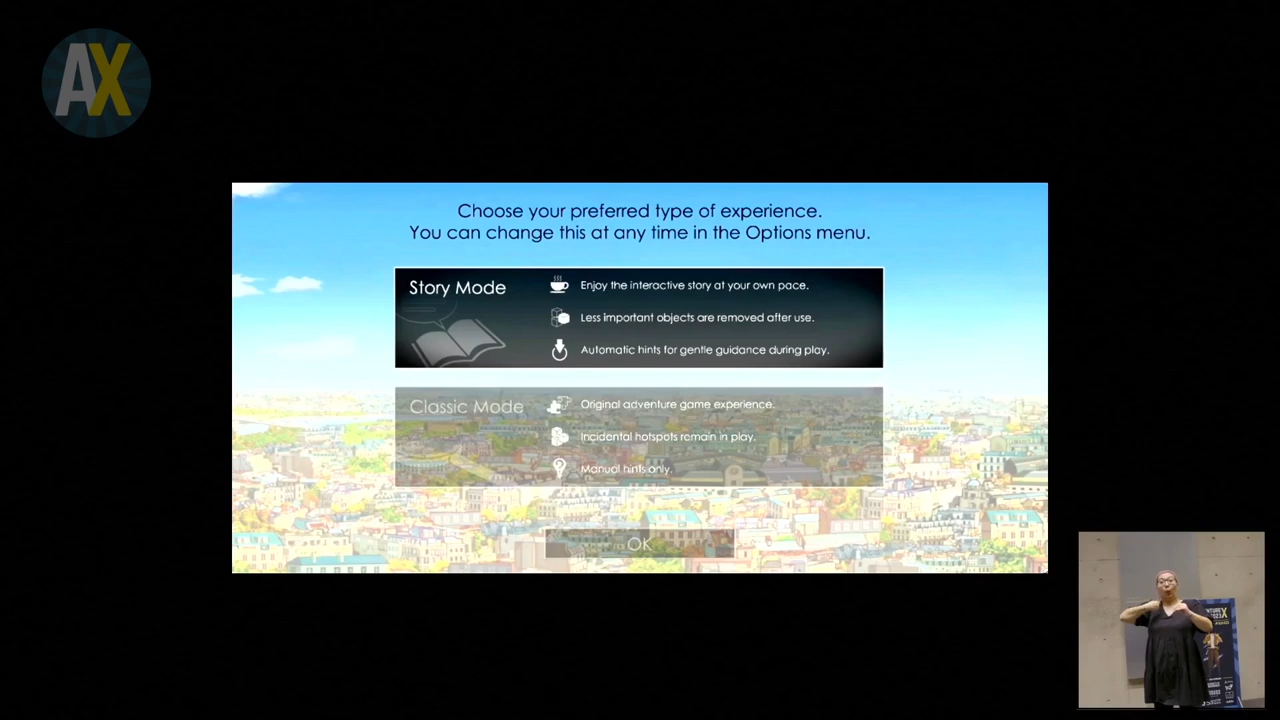 AX
Choose your preferred type of experience.
You can change this at any time in the Options menu.
Story Mode
Enjoy the interactive story at your own pace.
Less important objects are removed after use.
Automatic hints for gentle guidance during play.
Classic Mode
Original adventure game experience.
Incidental hotspots remain in play.
Manual hints only.
OK